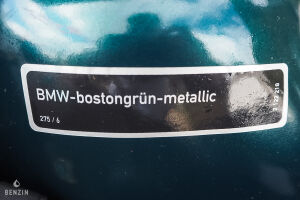 BMW-bostongrün-metallic
275 / 6
BENZIN